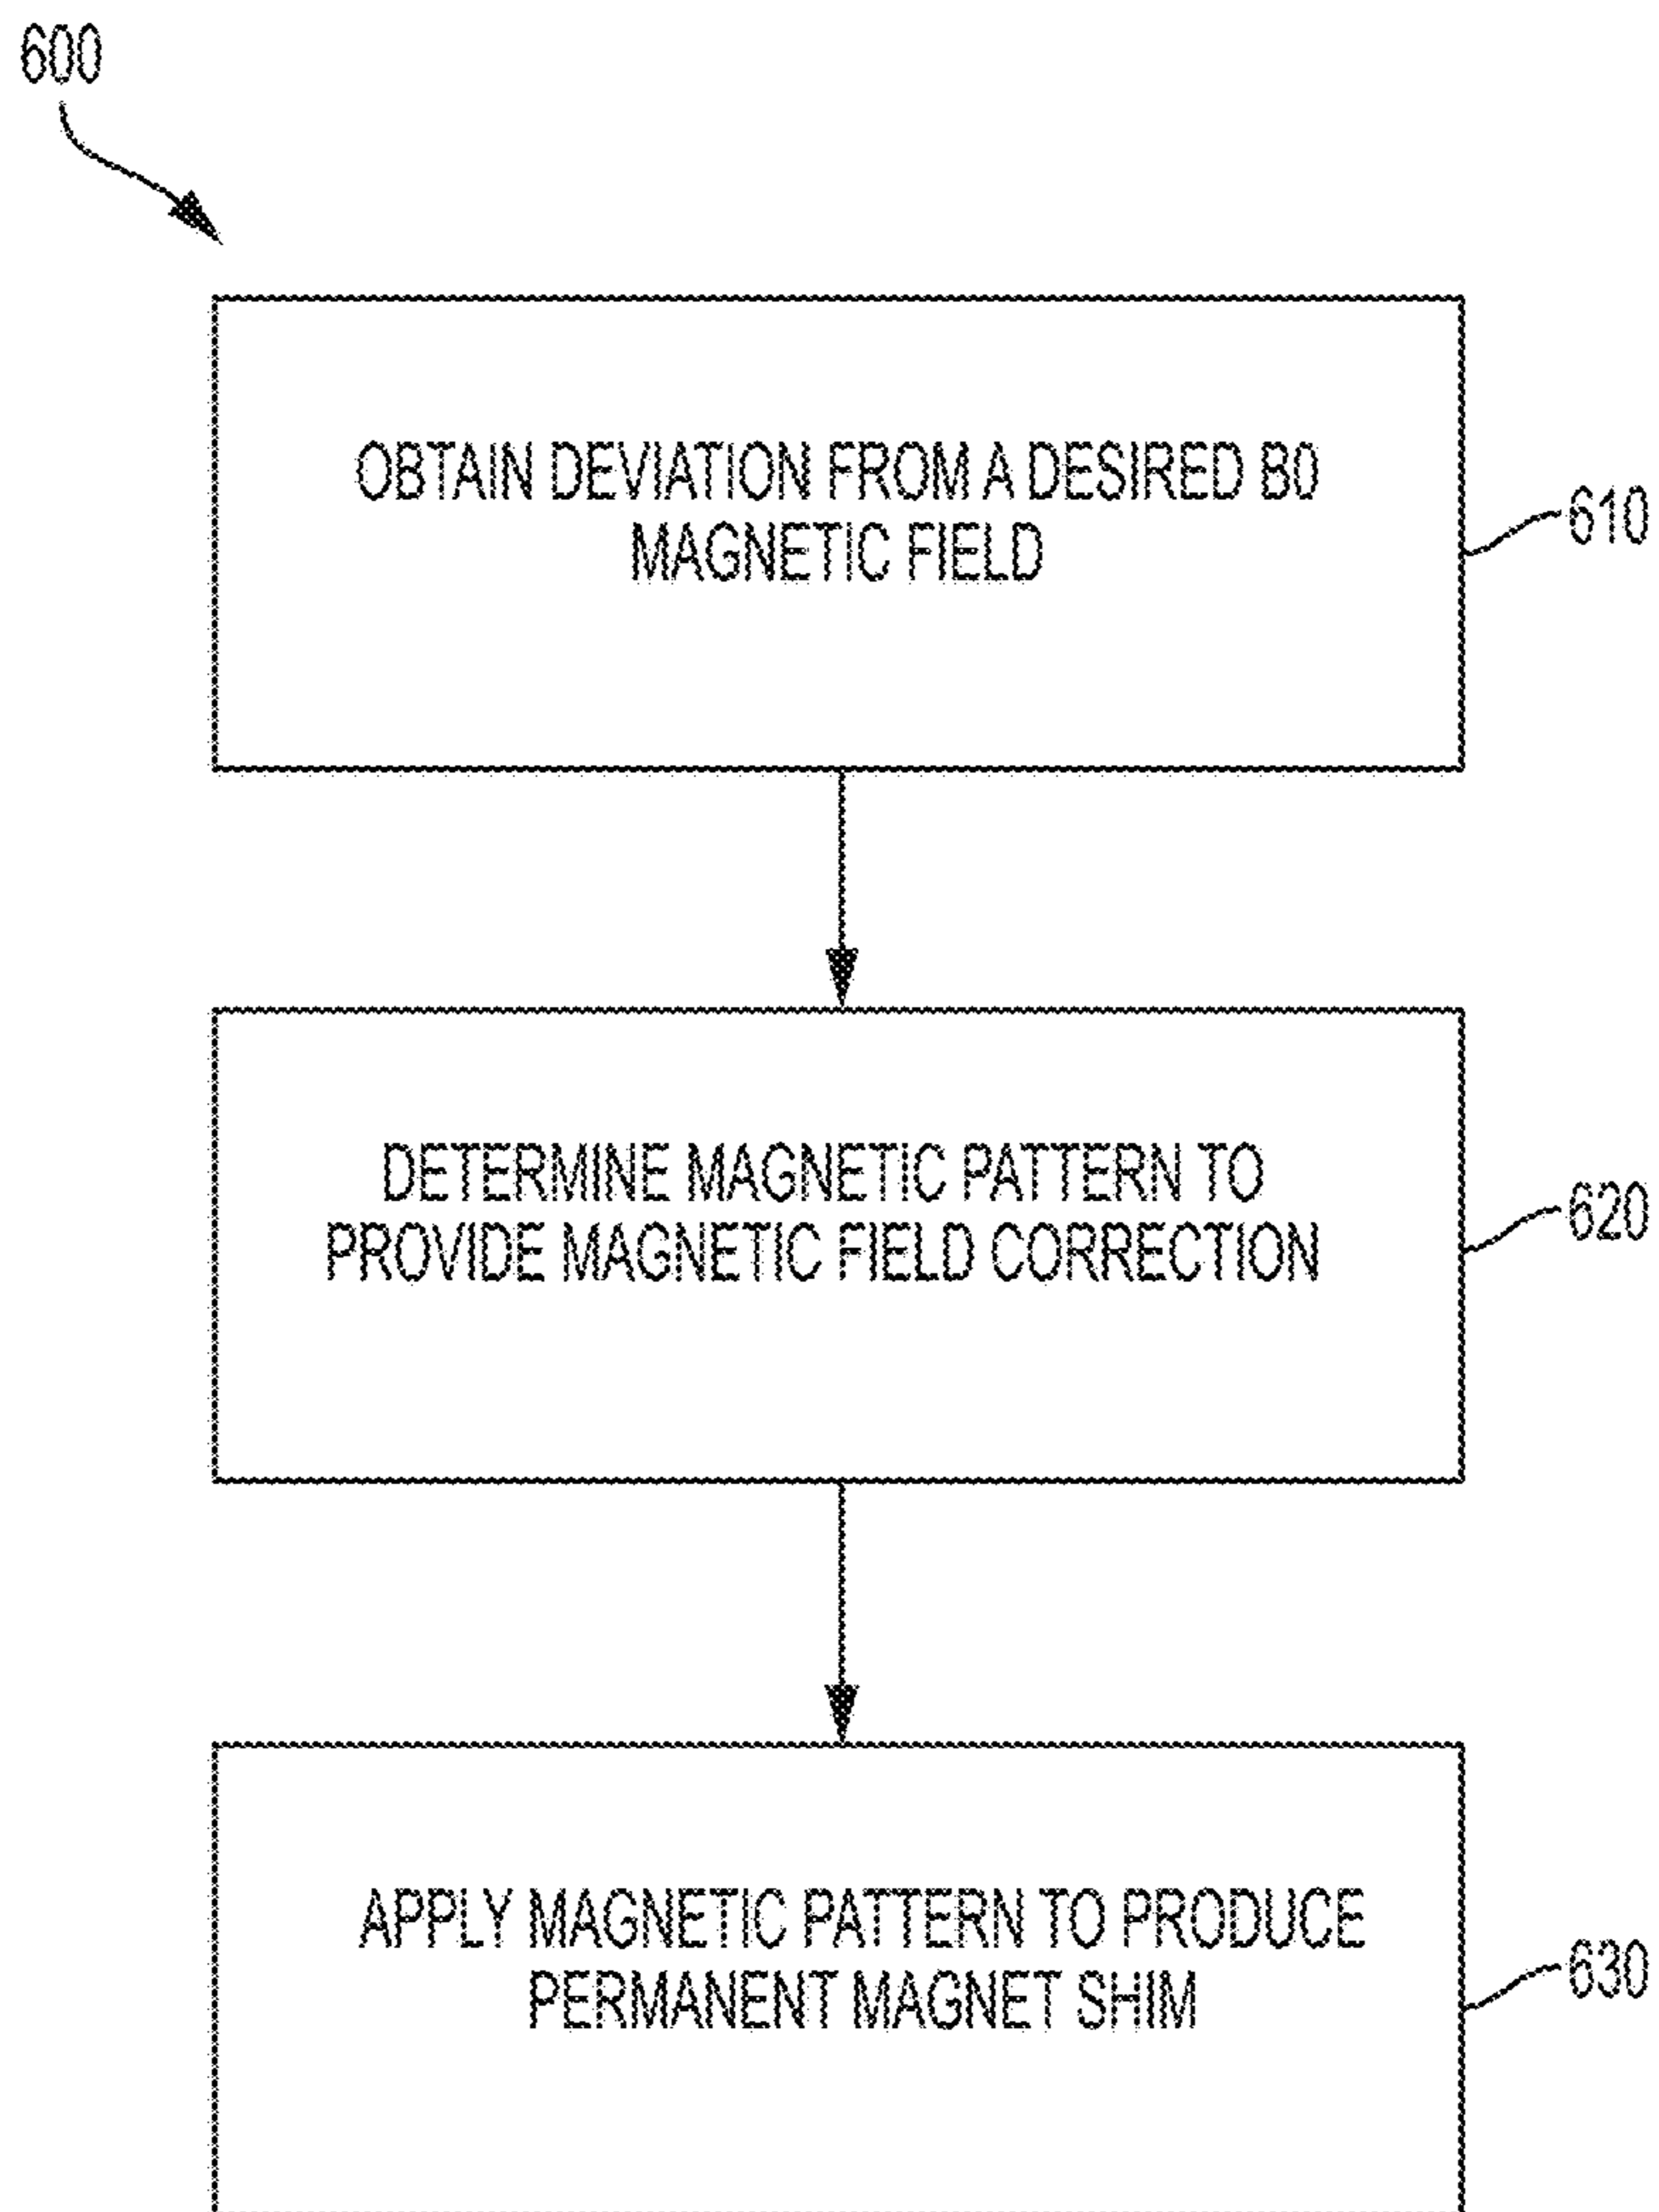 600
OBTAIN DEVIATION FROM A DESIRED B0
MAGNETIC FIELD
610
DETERMINE MAGNETIC PATTERN TO
PROVIDE MAGNETIC FIELD CORRECTION
620
APPLY MAGNETIC PATTERN TO PRODUCE
PERMANENT MAGNET SHIM
630